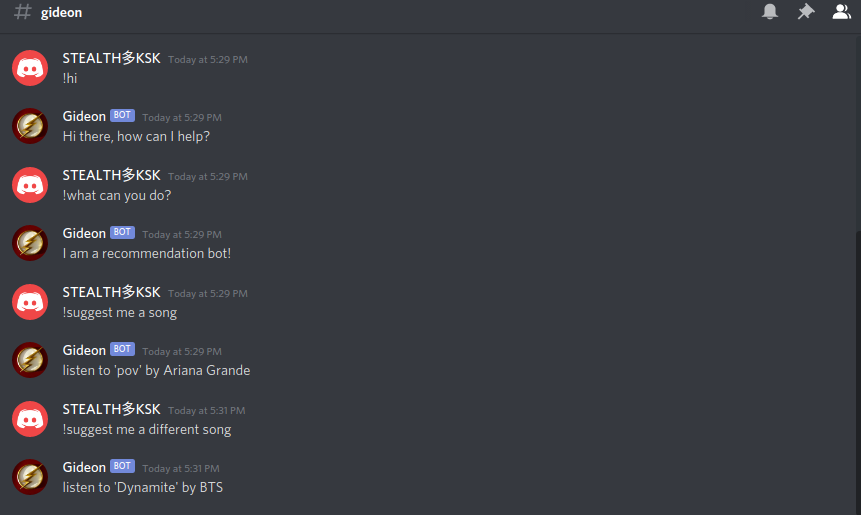 # gideon
STEALTH多KSK Today at 5:29 PM
!hi
Gideon BOT Today at 5:29 PM
Hi there, how can I help?
STEALTH多KSK Today at 5:29 PM
!what can you do?
Gideon BOT Today at 5:29 PM
I am a recommendation bot!
STEALTH多KSK Today at 5:29 PM
!suggest me a song
Gideon BOT Today at 5:29 PM
listen to 'pov' by Ariana Grande
STEALTH多KSK Today at 5:31 PM
!suggest me a different song
Gideon BOT Today at 5:31 PM
listen to 'Dynamite' by BTS